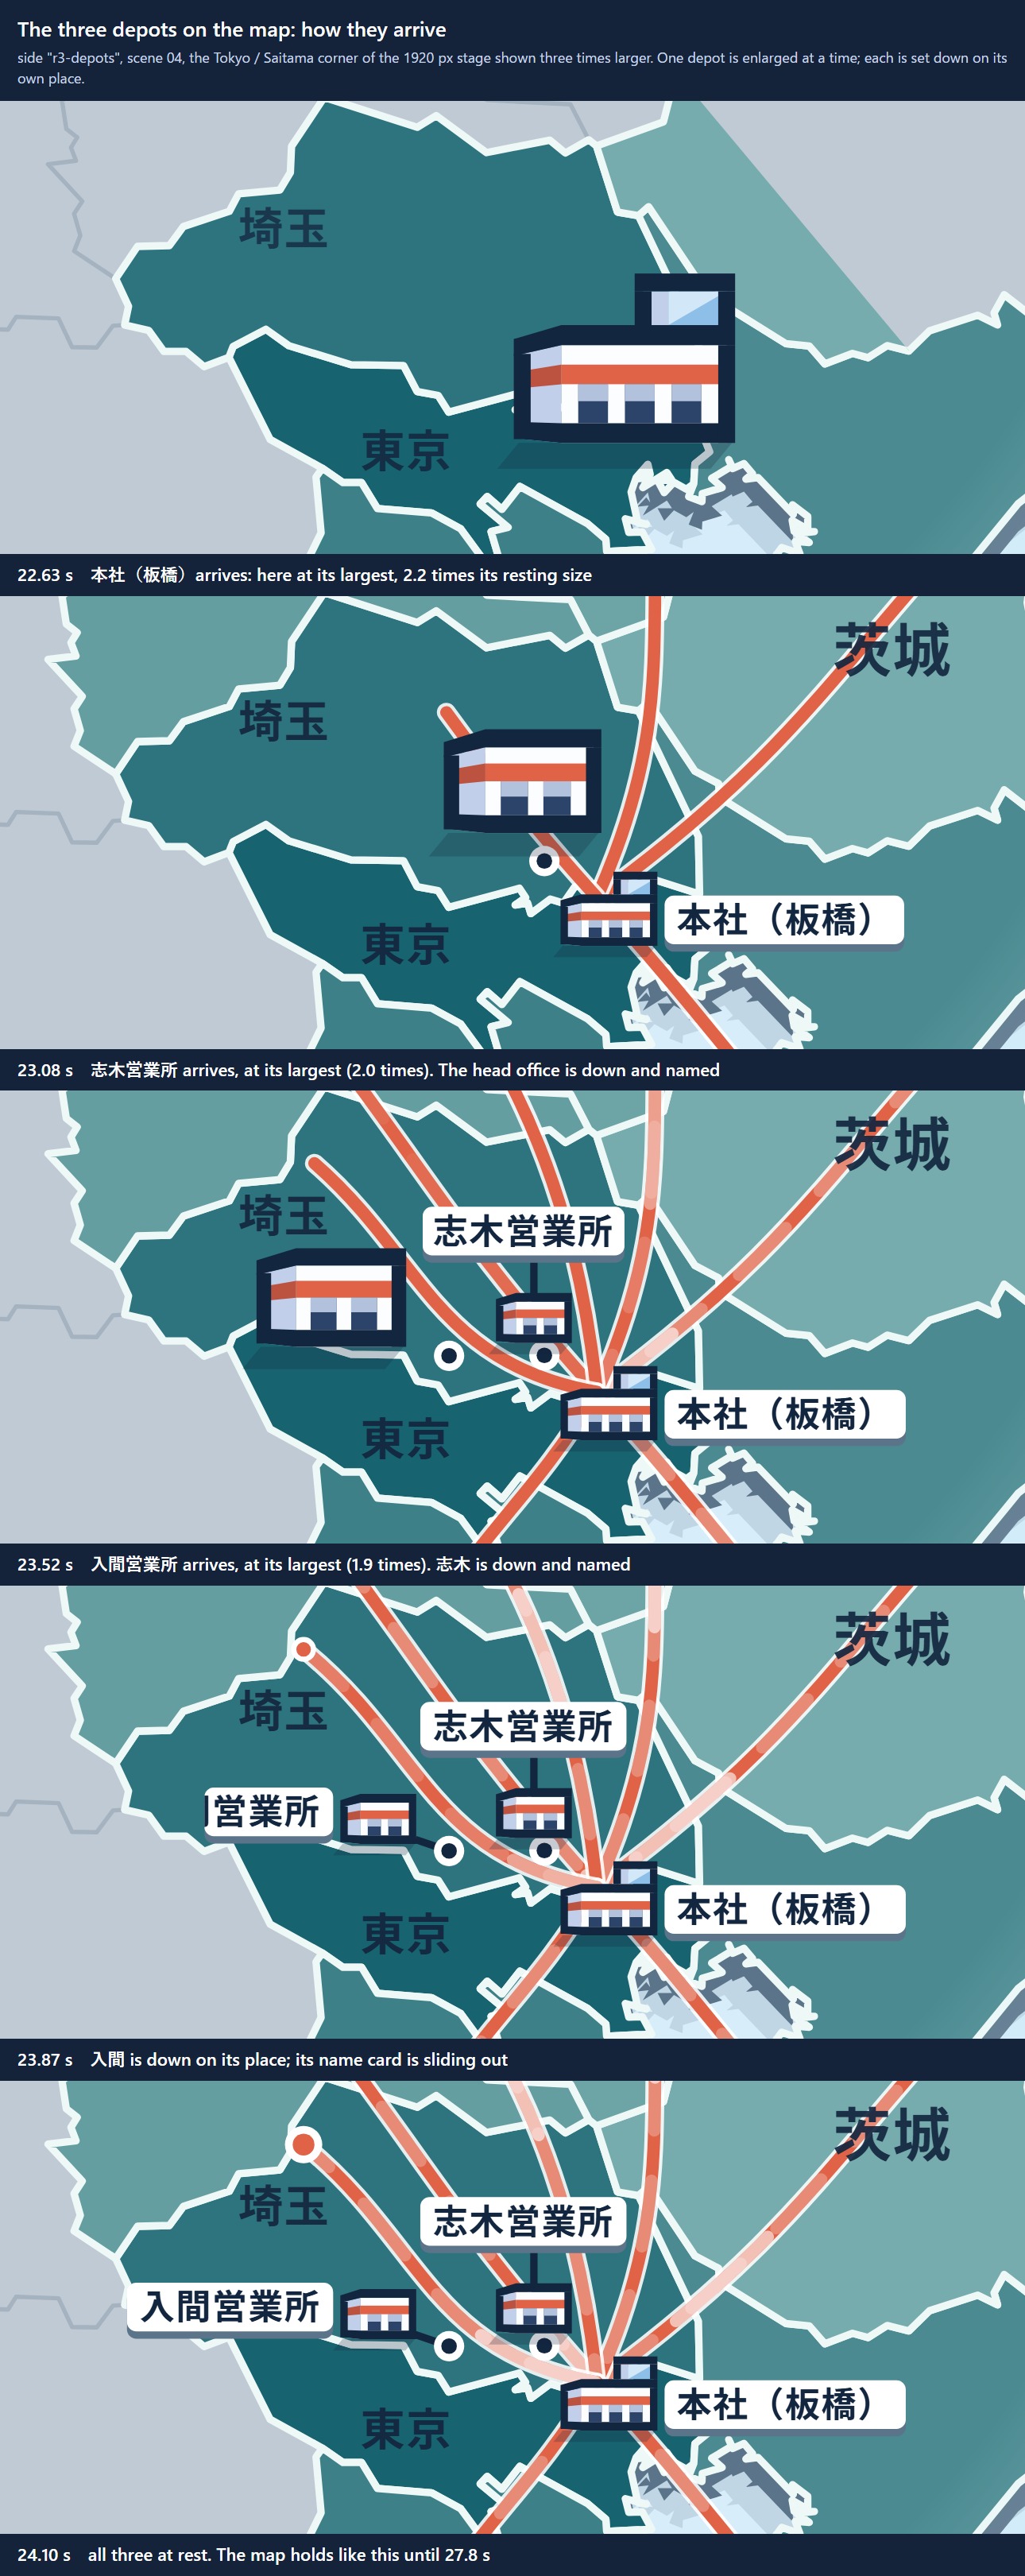 The three depots on the map: how they arrive
side "r3-depots", scene 04, the Tokyo / Saitama corner of the 1920 px stage shown three times larger. One depot is enlarged at a time; each is set down on its
own place.
埼玉
東京
22.63 s 本社（板橋）arrives: here at its largest, 2.2 times its resting size
茨城
埼玉
本社（板橋）
東京
23.08 s 志木営業所 arrives, at its largest (2.0 times). The head office is down and named
茨城
埼玉
志木営業所
本社（板橋）
東京
23.52 s 入間営業所 arrives, at its largest (1.9 times). 志木 is down and named
茨城
埼玉
志木営業所
営業所
本社（板橋）
東京
23.87 s 入間 is down on its place; its name card is sliding out
茨城
埼玉
志木営業所
入間営業所
本社（板橋）
東京
24.10 s all three at rest. The map holds like this until 27.8 s